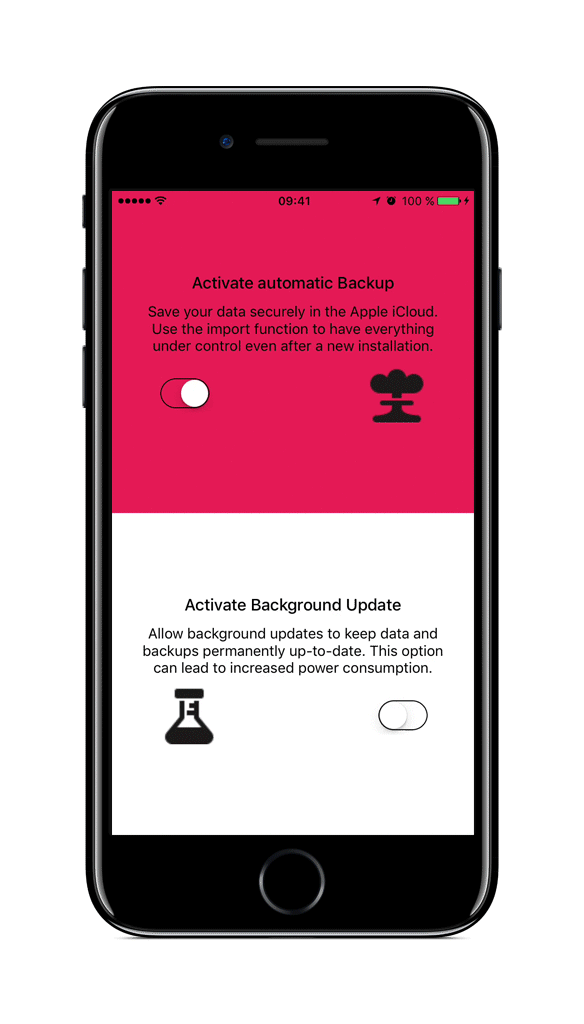 09:41
100 %
Activate automatic Backup
Save your data securely in the Apple iCloud.
Use the import function to have everything
under control even after a new installation.
Activate Background Update
Allow background updates to keep data and
backups permanently up-to-date. This option
can lead to increased power consumption.